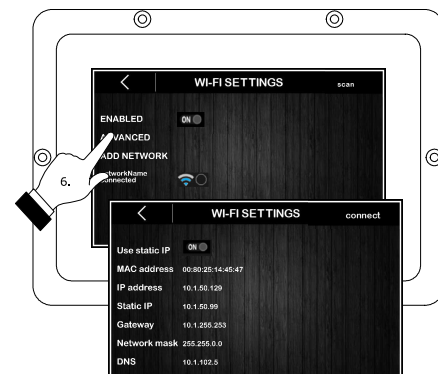 WI-FI SETTINGS scan
ENABLED ON
ADVANCED
ADD NETWORK
NetworkName
Connected
6.
WI-FI SETTINGS connect
Use static IP ON
MAC address 00:80:25:14:45:47
IP address 10.1.50.129
Static IP 10.1.50.99
Gateway 10.1.255.253
Network mask 255.255.0.0
DNS 10.1.102.5